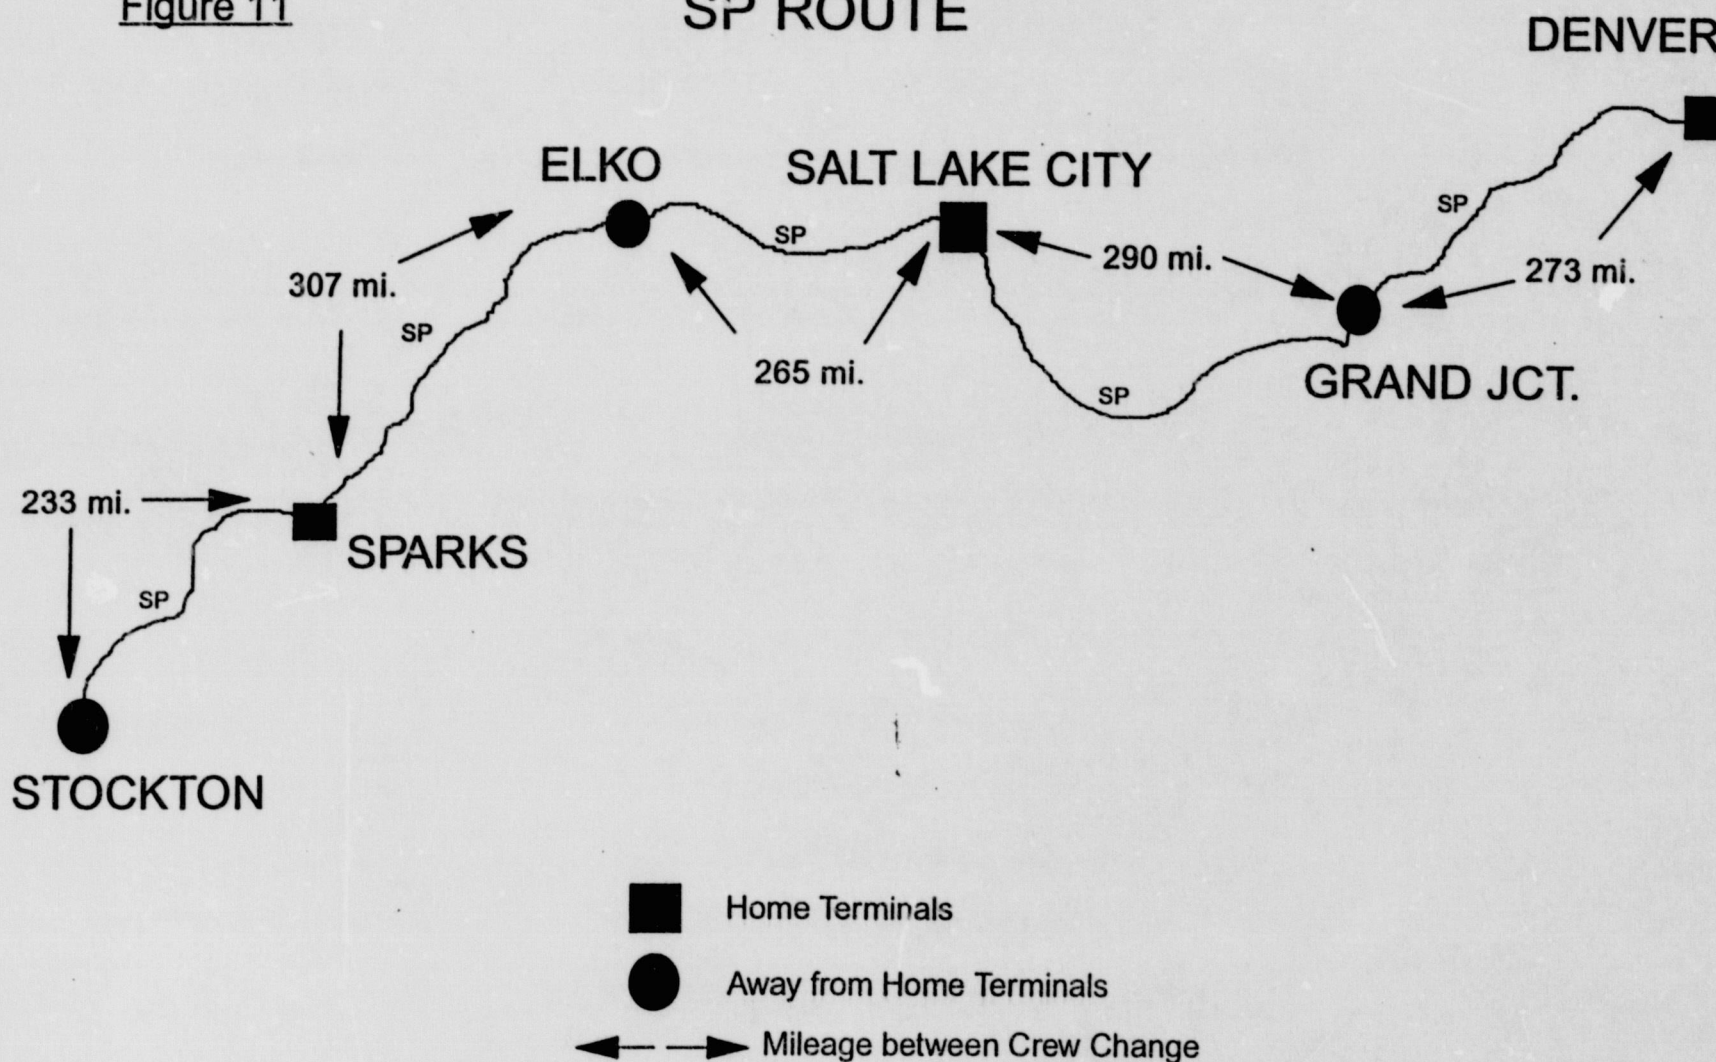 Figure 11
SP ROUTE
DENVER
ELKO
SALT LAKE CITY
SP
SP
290 mi.
273 mi.
307 mi.
SP
265 mi.
GRAND JCT.
SP
233 mi.
SPARKS
SP
STOCKTON
Home Terminals
Away from Home Terminals
Mileage between Crew Change